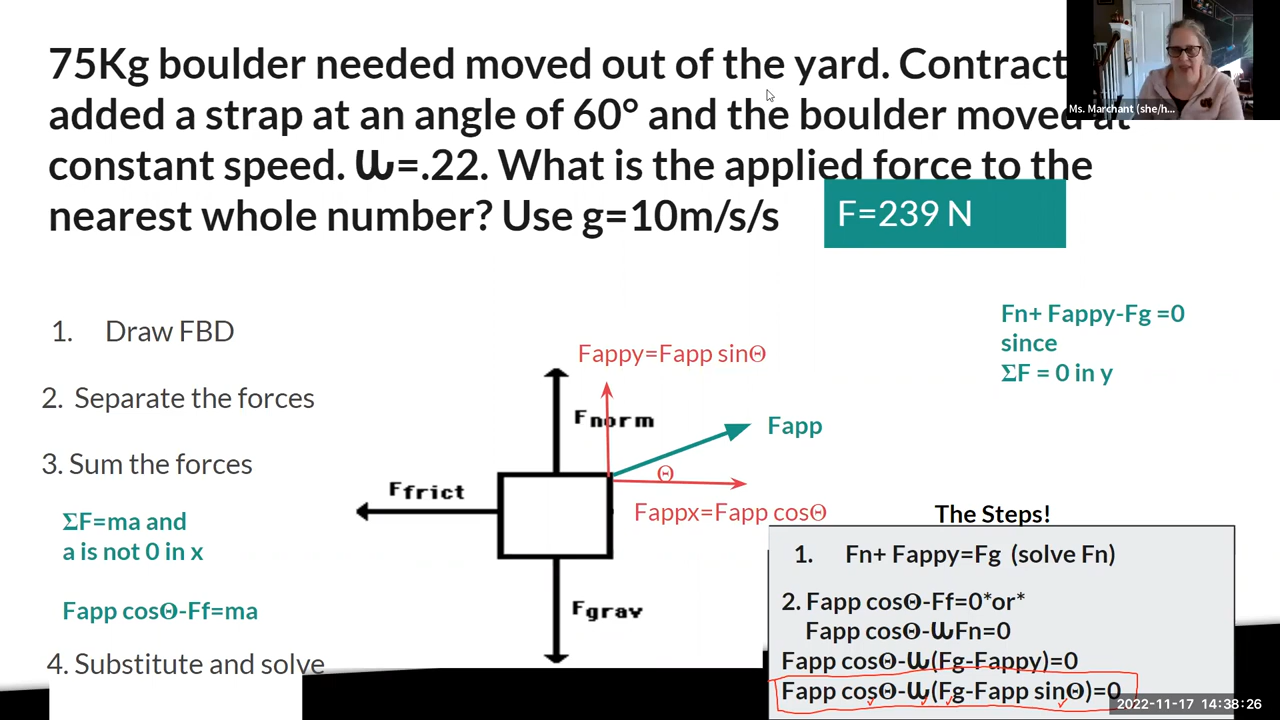 75Kg boulder needed moved out of the yard. Contract
added a strap at an angle of 60° and the boulder moved at
constant speed. Ɯ=.22. What is the applied force to the
nearest whole number? Use g=10m/s/s
F=239 N
Ms. Marchant (she/h...
1. Draw FBD
2. Separate the forces
3. Sum the forces
ΣF=ma and
a is not 0 in x
Fapp cosΘ-Ff=ma
4. Substitute and solve
Fappy=Fapp sinΘ
Fnorm
Fapp
Θ
Ffrict
Fappx=Fapp cosΘ
Fgrav
Fn+ Fappy-Fg =0
since
ΣF = 0 in y
The Steps!
1. Fn+ Fappy=Fg (solve Fn)
2. Fapp cosΘ-Ff=0*or*
Fapp cosΘ-ƜFn=0
Fapp cosΘ-Ɯ(Fg-Fappy)=0
Fapp cosΘ-Ɯ(Fg-Fapp sinΘ)=0
2022-11-17 14:38:26